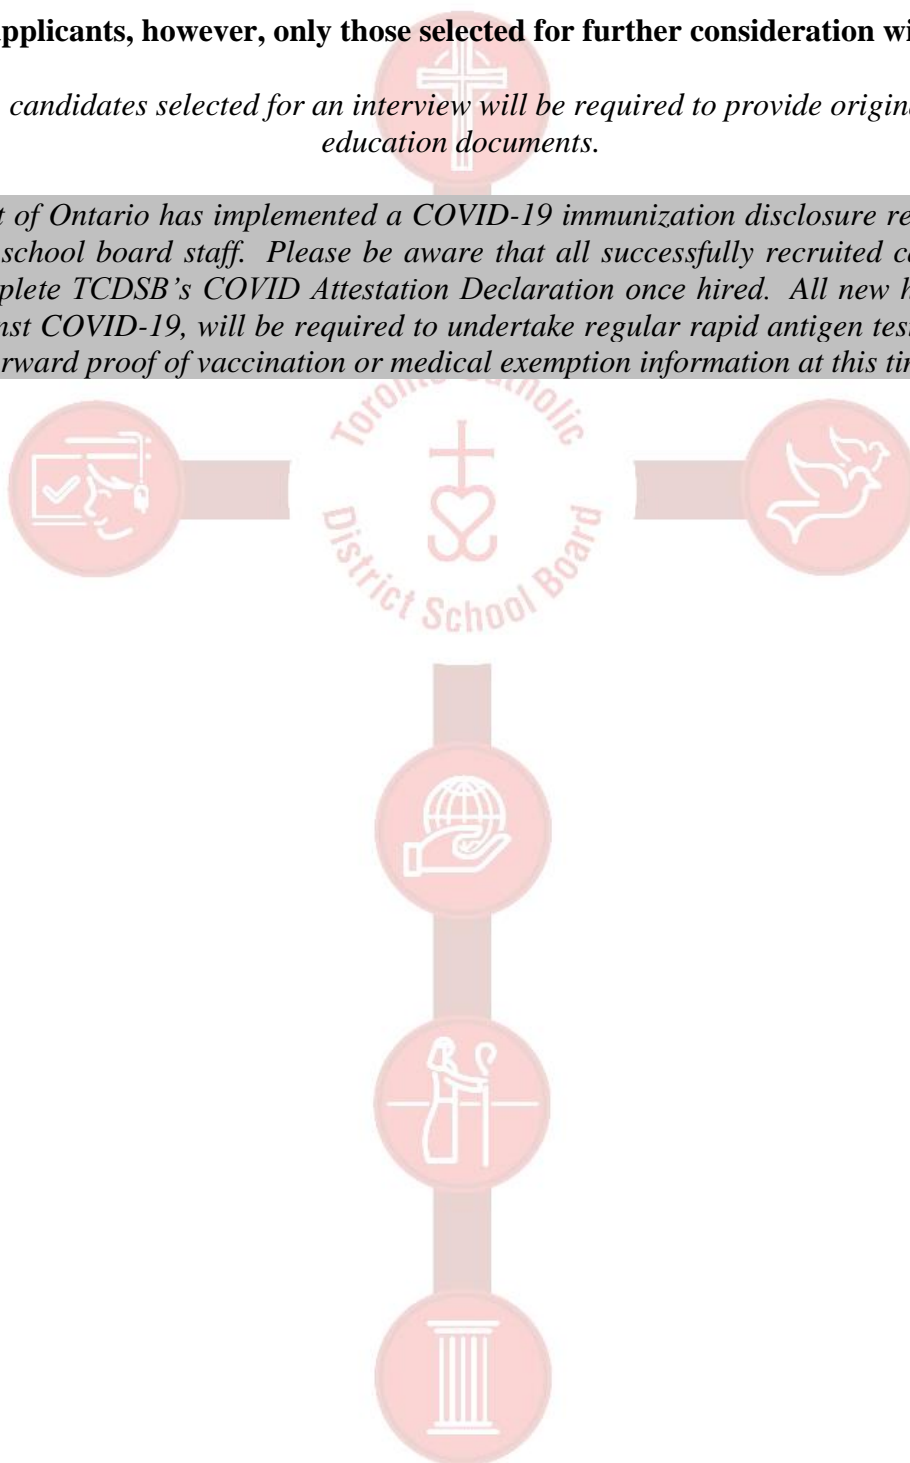 applicants, however, only those selected for further consideration wi
candidates selected for an interview will be required to provide origina
education documents.
t of Ontario has implemented a COVID-19 immunization disclosure re
school board staff. Please be aware that all successfully recruited ca
plete TCDSB’s COVID Attestation Declaration once hired. All new h
nst COVID-19, will be required to undertake regular rapid antigen tes
rward proof of vaccination or medical exemption information at this tim
Toronto Catholic
District School Board